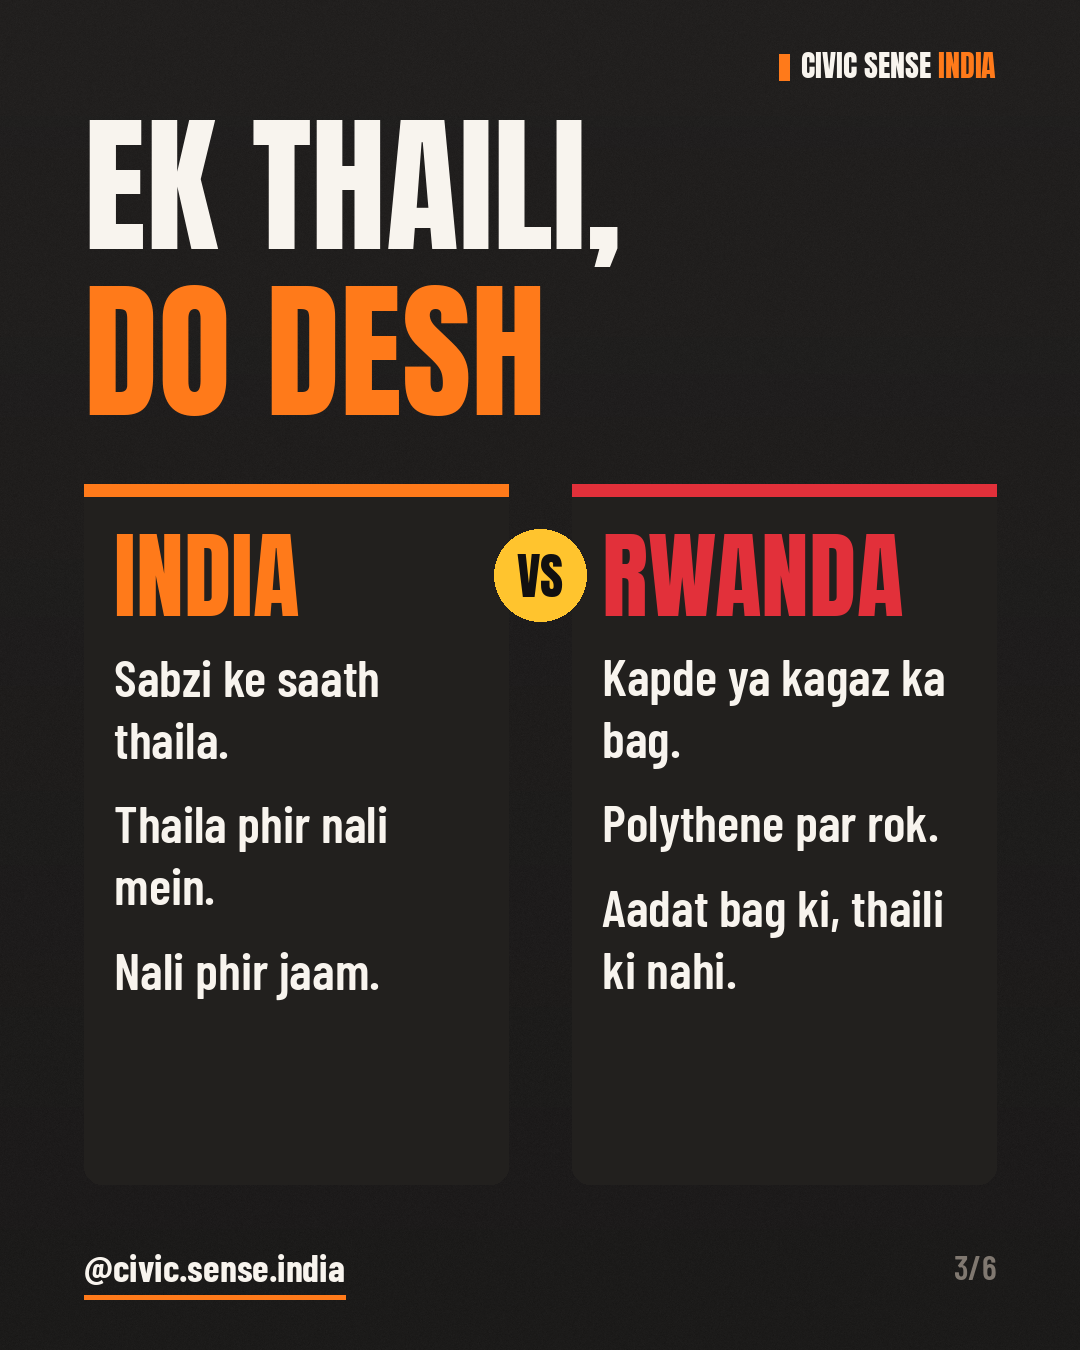 CIVIC SENSE INDIA
EK THAILI,
DO DESH
INDIA
Sabzi ke saath
thaila.
Thaila phir nali
mein.
Nali phir jaam.
VS
RWANDA
Kapde ya kagaz ka
bag.
Polythene par rok.
Aadat bag ki, thaili
ki nahi.
@civic.sense.india
3/6